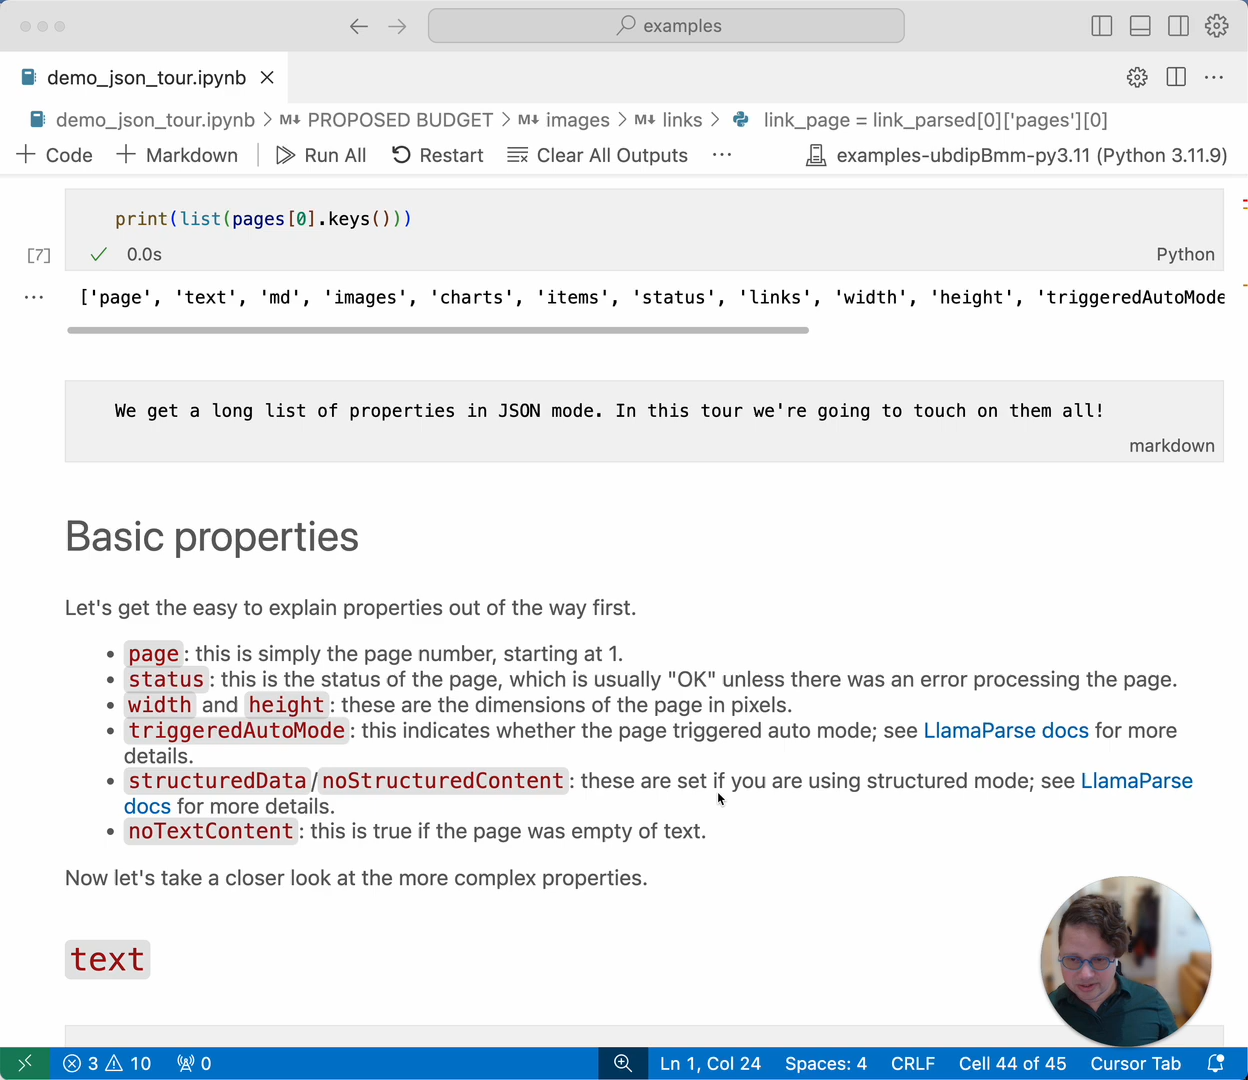 examples
demo_json_tour.ipynb
demo_json_tour.ipynb > M↓ PROPOSED BUDGET > M↓ images > M↓ links > link_page = link_parsed[0]['pages'][0]
+ Code + Markdown Run All Restart Clear All Outputs ... examples-ubdipBmm-py3.11 (Python 3.11.9)
print(list(pages[0].keys()))
[7] 0.0s Python
... ['page', 'text', 'md', 'images', 'charts', 'items', 'status', 'links', 'width', 'height', 'triggeredAutoMode
We get a long list of properties in JSON mode. In this tour we're going to touch on them all!
markdown
Basic properties
Let's get the easy to explain properties out of the way first.
• page: this is simply the page number, starting at 1.
• status: this is the status of the page, which is usually "OK" unless there was an error processing the page.
• width and height: these are the dimensions of the page in pixels.
• triggeredAutoMode: this indicates whether the page triggered auto mode; see LlamaParse docs for more
details.
• structuredData/noStructuredContent: these are set if you are using structured mode; see LlamaParse
docs for more details.
• noTextContent: this is true if the page was empty of text.
Now let's take a closer look at the more complex properties.
text
3 10 0 Ln 1, Col 24 Spaces: 4 CRLF Cell 44 of 45 Cursor Tab